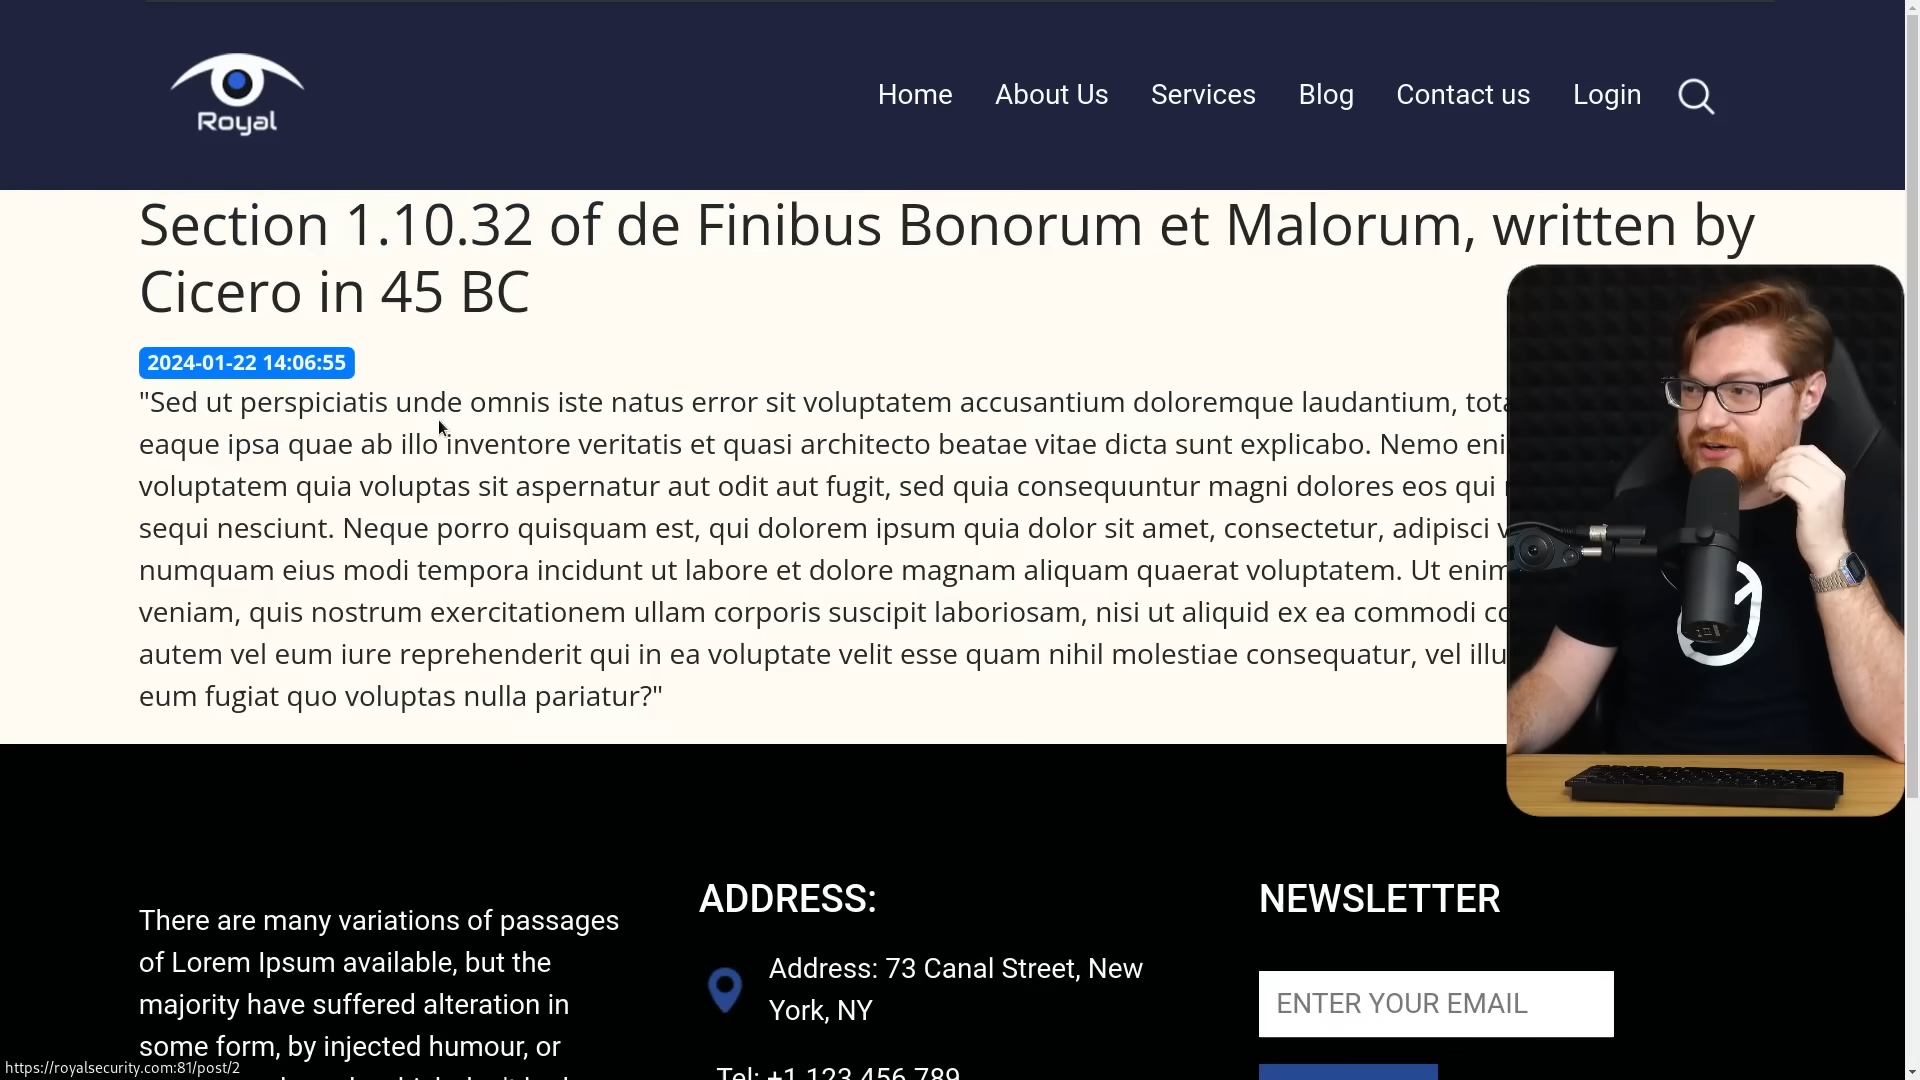 Royal
Home About Us Services Blog Contact us Login
Section 1.10.32 of de Finibus Bonorum et Malorum, written by
Cicero in 45 BC
2024-01-22 14:06:55
"Sed ut perspiciatis unde omnis iste natus error sit voluptatem accusantium doloremque laudantium,
eaque ipsa quae ab illo inventore veritatis et quasi architecto beatae vitae dicta sunt explicabo. Nemo
voluptatem quia voluptas sit aspernatur aut odit aut fugit, sed quia consequuntur magni dolores eos qui
sequi nesciunt. Neque porro quisquam est, qui dolorem ipsum quia dolor sit amet, consectetur, adipisci
numquam eius modi tempora incidunt ut labore et dolore magnam aliquam quaerat voluptatem. Ut enim
veniam, quis nostrum exercitationem ullam corporis suscipit laboriosam, nisi ut aliquid ex ea commodi
autem vel eum iure reprehenderit qui in ea voluptate velit esse quam nihil molestiae consequatur, vel
eum fugiat quo voluptas nulla pariatur?"
There are many variations of passages
of Lorem Ipsum available, but the
majority have suffered alteration in
some form, by injected humour, or
ADDRESS:
Address: 73 Canal Street, New
York, NY
Tel: +1 123 456 789
NEWSLETTER
ENTER YOUR EMAIL
https://royalsecurity.com:81/post/2